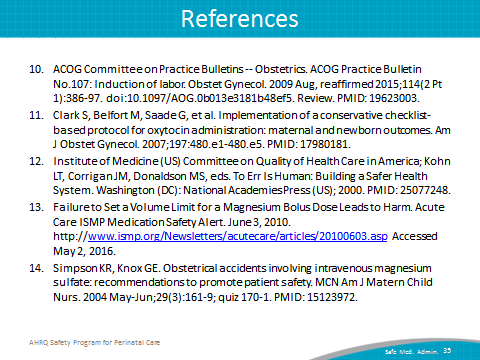 References
10. ACOG Committee on Practice Bulletins -- Obstetrics. ACOG Practice Bulletin
No.107: Induction of labor. Obstet Gynecol. 2009 Aug, reaffirmed 2015;114(2 Pt
1):386-97. doi:10.1097/AOG.0b013e3181b48ef5. Review. PMID: 19623003.
11. Clark S, Belfort M, Saade G, et al. Implementation of a conservative checklist-
based protocol for oxytocin administration: maternal and newborn outcomes. Am
J Obstet Gynecol. 2007;197:480.e1-480.e5. PMID: 17980181.
12. Institute of Medicine (US) Committee on Quality of Health Care in America; Kohn
LT, Corrigan JM, Donaldson MS, eds. To Err Is Human: Building a Safer Health
System. Washington (DC): National Academies Press (US); 2000. PMID: 25077248.
13. Failure to Set a Volume Limit for a Magnesium Bolus Dose Leads to Harm. Acute
Care ISMP Medication Safety Alert. June 3, 2010.
http://www.ismp.org/Newsletters/acutecare/articles/20100603.asp Accessed
May 2, 2016.
14. Simpson KR, Knox GE. Obstetrical accidents involving intravenous magnesium
sulfate: recommendations to promote patient safety. MCN Am J Matern Child
Nurs. 2004 May-Jun;29(3):161-9; quiz 170-1. PMID: 15123972.
AHRQ Safety Program for Perinatal Care
Safe Med. Admin. 35